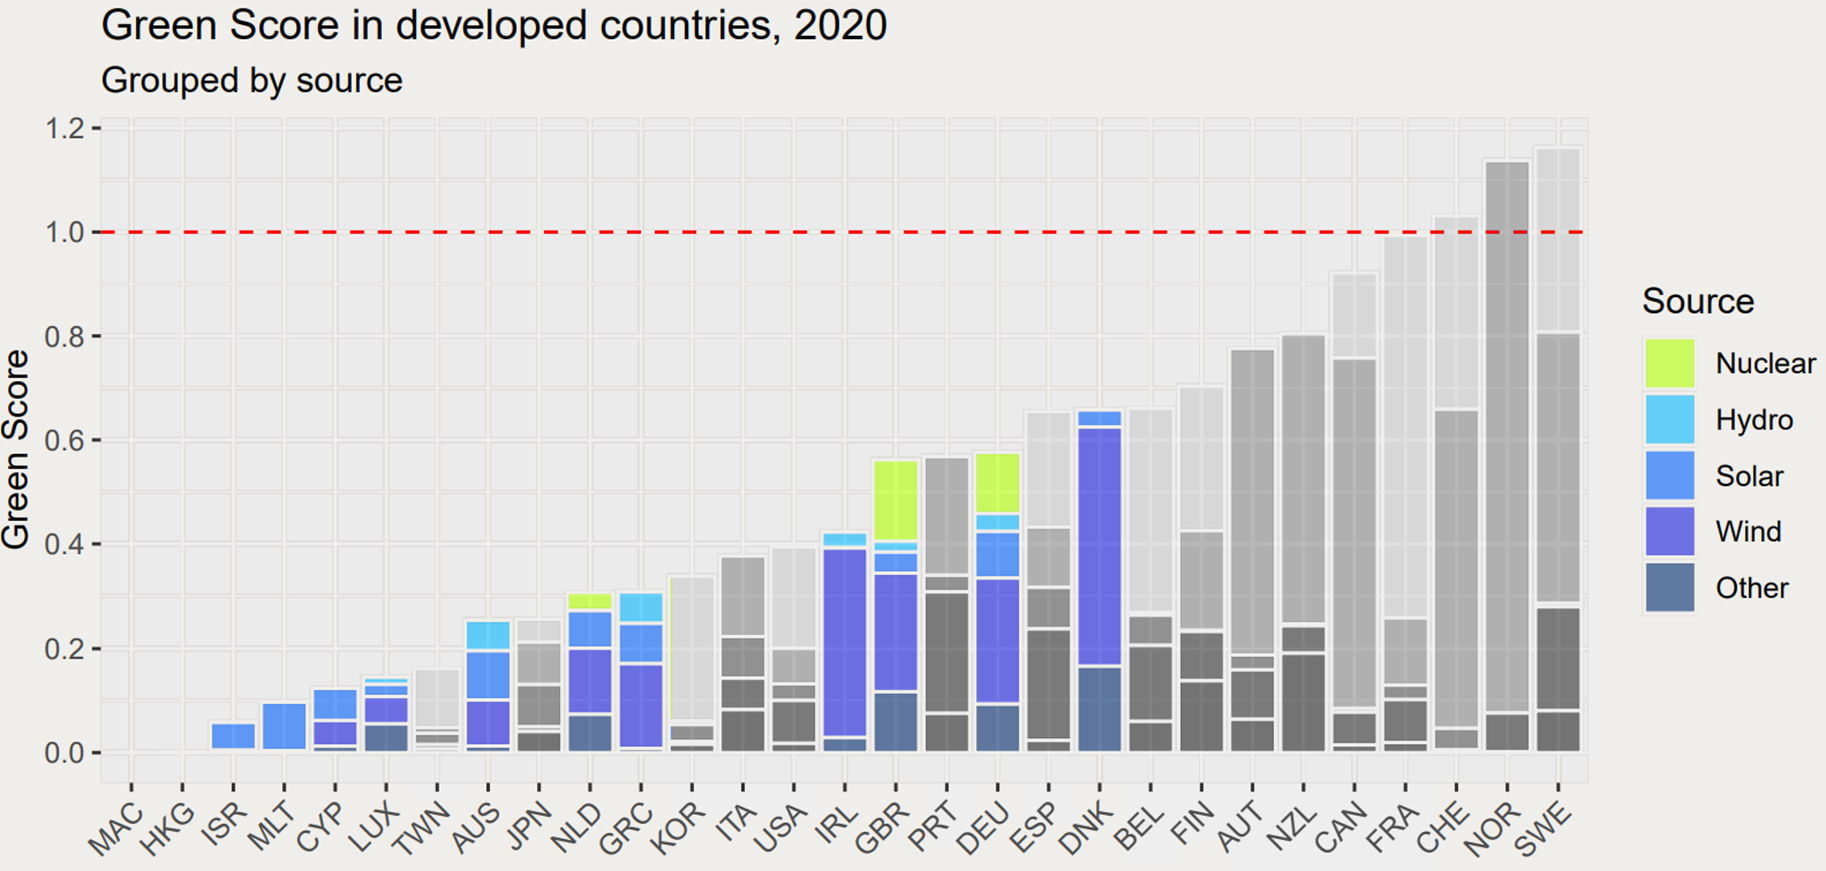 Green Score in developed countries, 2020
Grouped by source
1.2
1.0
0.8
0.6
0.4
0.2
0.0
Green Score
MAC
HKG
ISR
MLT
CYP
LUX
TWN
AUS
JPN
NLD
GRC
KOR
ITA
USA
IRL
GBR
PRT
DEU
ESP
DNK
BEL
FIN
AUT
NZL
CAN
FRA
CHE
NOR
SWE
Source
Nuclear
Hydro
Solar
Wind
Other